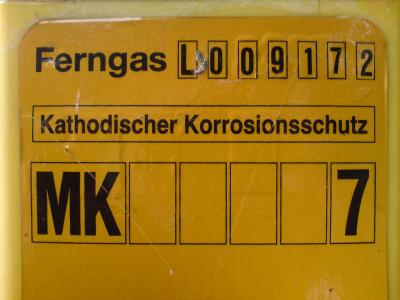 Ferngas L009172
Kathodischer Korrosionsschutz
MK 7